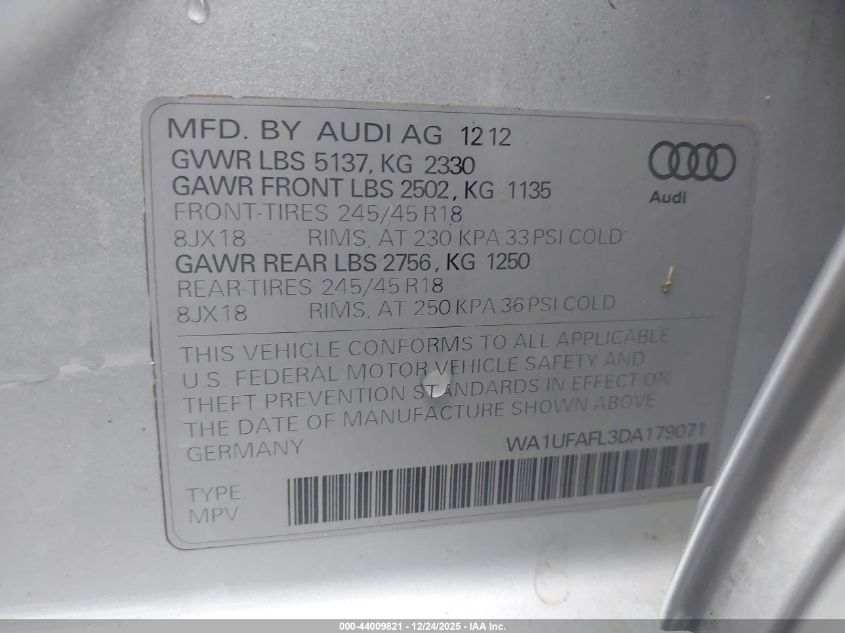 MFD. BY AUDI AG 12 12
GVWR LBS 5137, KG 2330
GAWR FRONT LBS 2502, KG 1135
FRONT-TIRES 245/45 R18
8JX18 RIMS, AT 230 KPA 33 PSI COLD
GAWR REAR LBS 2756, KG 1250
REAR-TIRES 245/45 R18
8JX18 RIMS, AT 250 KPA 36 PSI COLD
Audi
THIS VEHICLE CONFORMS TO ALL APPLICABLE
U.S. FEDERAL MOTOR VEHICLE SAFETY AND
THEFT PREVENTION STANDARDS IN EFFECT ON
THE DATE OF MANUFACTURE SHOWN ABOVE
GERMANY WA1UFAFL3DA179071
TYPE:
MPV
000-44009821 - 12/24/2025 - IAA Inc.